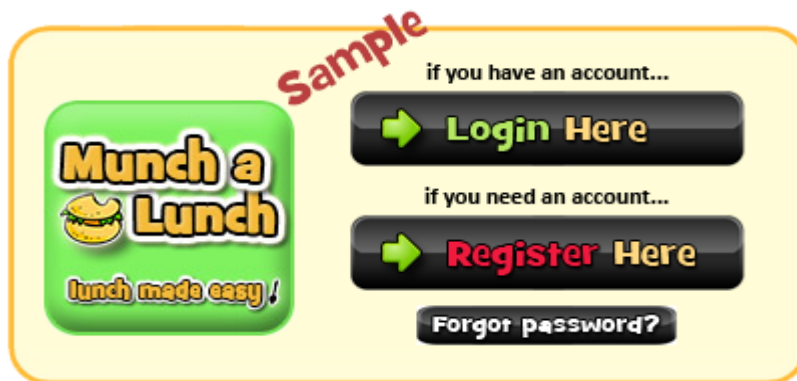 Sample
if you have an account...
Login Here
Munch a
Lunch
lunch made easy!
if you need an account...
Register Here
Forgot password?